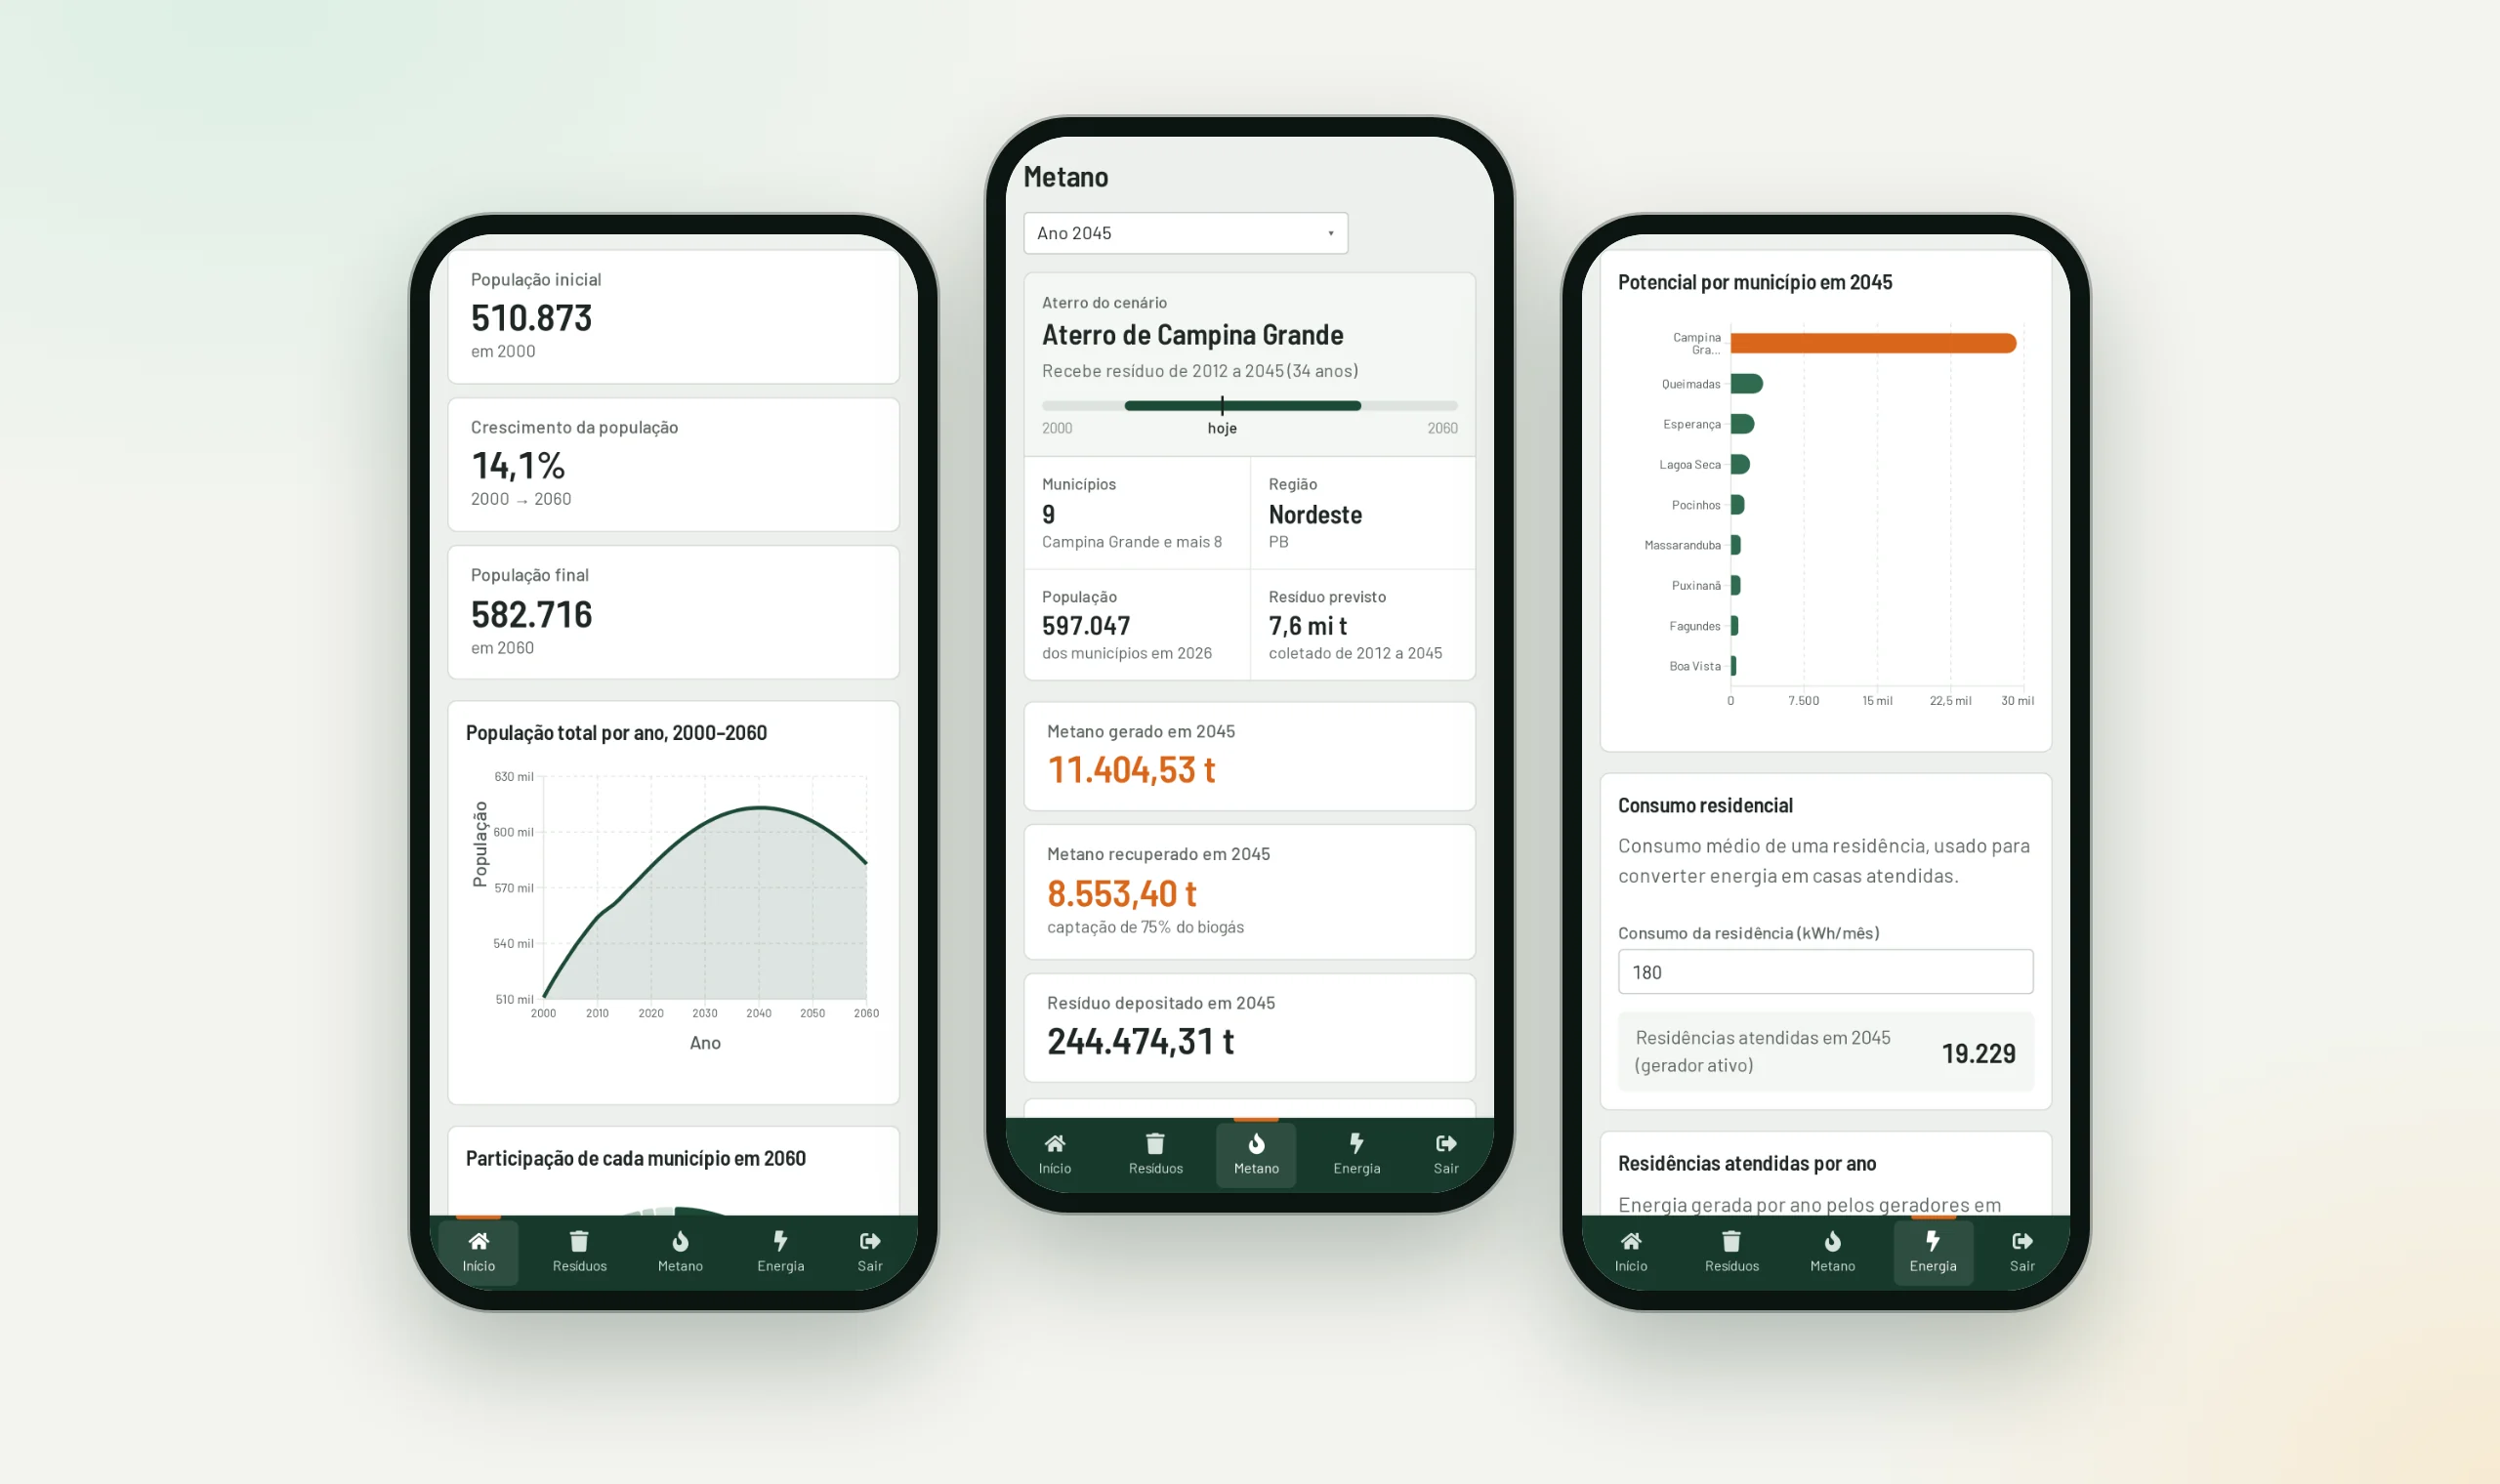 População inicial
510.873
em 2000
Crescimento da população
14,1%
2000 → 2060
População final
582.716
em 2060
População total por ano, 2000–2060
630 mil
600 mil
570 mil
540 mil
510 mil
População
2000 2010 2020 2030 2040 2050 2060
Ano
Participação de cada município em 2060
Início Resíduos Metano Energia Sair
Metano
Ano 2045
Aterro do cenário
Aterro de Campina Grande
Recebe resíduo de 2012 a 2045 (34 anos)
2000 hoje 2060
Municípios
9
Campina Grande e mais 8
Região
Nordeste
PB
População
597.047
dos municípios em 2026
Resíduo previsto
7,6 mi t
coletado de 2012 a 2045
Metano gerado em 2045
11.404,53 t
Metano recuperado em 2045
8.553,40 t
captação de 75% do biogás
Resíduo depositado em 2045
244.474,31 t
Início Resíduos Metano Energia Sair
Potencial por município em 2045
Campina
Gra...
Queimadas
Esperança
Lagoa Seca
Pocinhos
Massaranduba
Puxinanã
Fagundes
Boa Vista
0 7.500 15 mil 22,5 mil 30 mil
Consumo residencial
Consumo médio de uma residência, usado para
converter energia em casas atendidas.
Consumo da residência (kWh/mês)
180
Residências atendidas em 2045
(gerador ativo)
19.229
Residências atendidas por ano
Energia gerada por ano pelos geradores em
Início Resíduos Metano Energia Sair